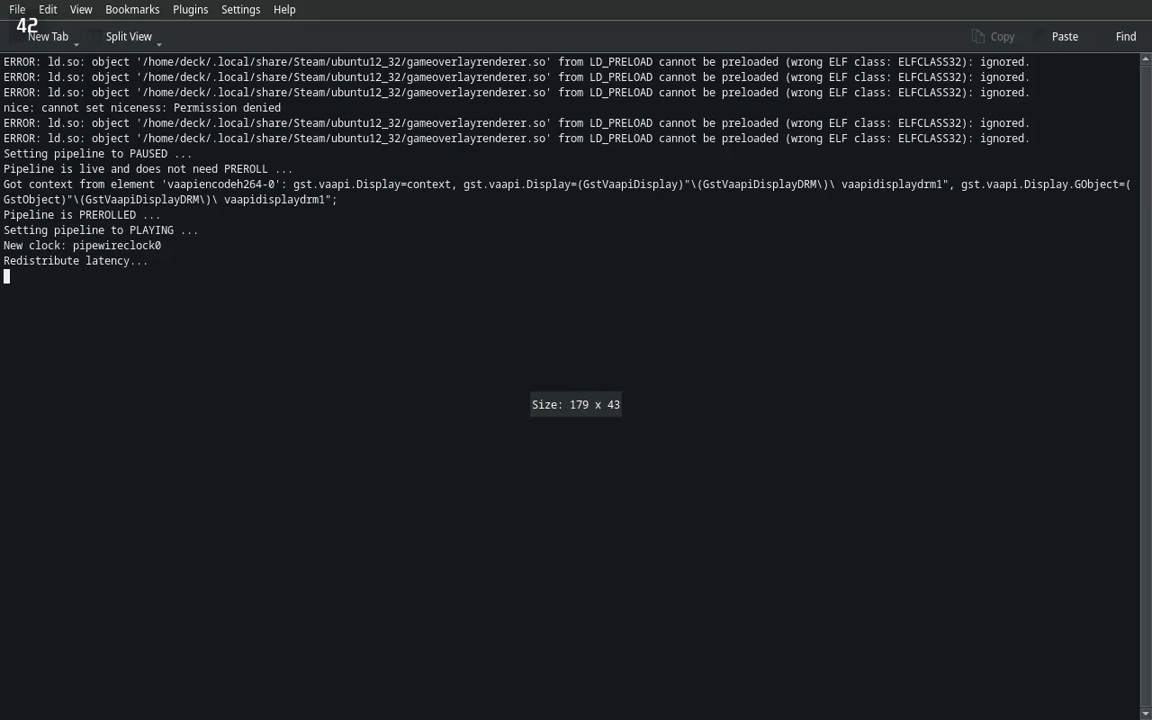 File Edit View Bookmarks Plugins Settings Help
42
New Tab Split View Copy Paste Find
ERROR: ld.so: object '/home/deck/.local/share/Steam/ubuntu12_32/gameoverlayrenderer.so' from LD_PRELOAD cannot be preloaded (wrong ELF class: ELFCLASS32): ignored.
ERROR: ld.so: object '/home/deck/.local/share/Steam/ubuntu12_32/gameoverlayrenderer.so' from LD_PRELOAD cannot be preloaded (wrong ELF class: ELFCLASS32): ignored.
ERROR: ld.so: object '/home/deck/.local/share/Steam/ubuntu12_32/gameoverlayrenderer.so' from LD_PRELOAD cannot be preloaded (wrong ELF class: ELFCLASS32): ignored.
nice: cannot set niceness: Permission denied
ERROR: ld.so: object '/home/deck/.local/share/Steam/ubuntu12_32/gameoverlayrenderer.so' from LD_PRELOAD cannot be preloaded (wrong ELF class: ELFCLASS32): ignored.
ERROR: ld.so: object '/home/deck/.local/share/Steam/ubuntu12_32/gameoverlayrenderer.so' from LD_PRELOAD cannot be preloaded (wrong ELF class: ELFCLASS32): ignored.
Setting pipeline to PAUSED ...
Pipeline is live and does not need PREROLL ...
Got context from element 'vaapiencodeh264-0': gst.vaapi.Display=context, gst.vaapi.Display=(GstVaapiDisplay)"\(GstVaapiDisplayDRM\)\ vaapidisplaydrm1", gst.vaapi.Display.GObject=(
GstObject)"\(GstVaapiDisplayDRM\)\ vaapidisplaydrm1";
Pipeline is PREROLLED ...
Setting pipeline to PLAYING ...
New clock: pipewireclock0
Redistribute latency...
Size: 179 x 43